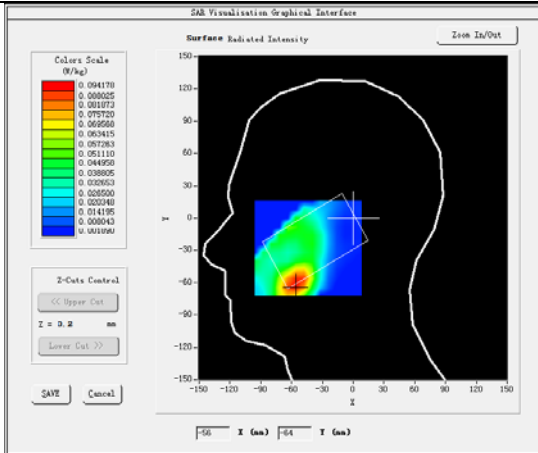 SAR Visualisation Graphical Interface
Surface Radiated Intensity
Zoom In/Out
Colors Scale
(W/kg)
0.094178
0.088025
0.081873
0.075720
0.069568
0.063415
0.057263
0.051110
0.044958
0.038805
0.032653
0.026500
0.020348
0.014195
0.008043
0.001890
Z-Cuts Control
<< Upper Cut
Z = 0.2 mm
Lower Cut >>
SAVE
Cancel
150
120
90
60
30
0
-30
-60
-90
-120
-150
Y
-150 -120 -90 -60 -30 0 30 60 90 120 150
X
-56 X (mm) -64 Y (mm)